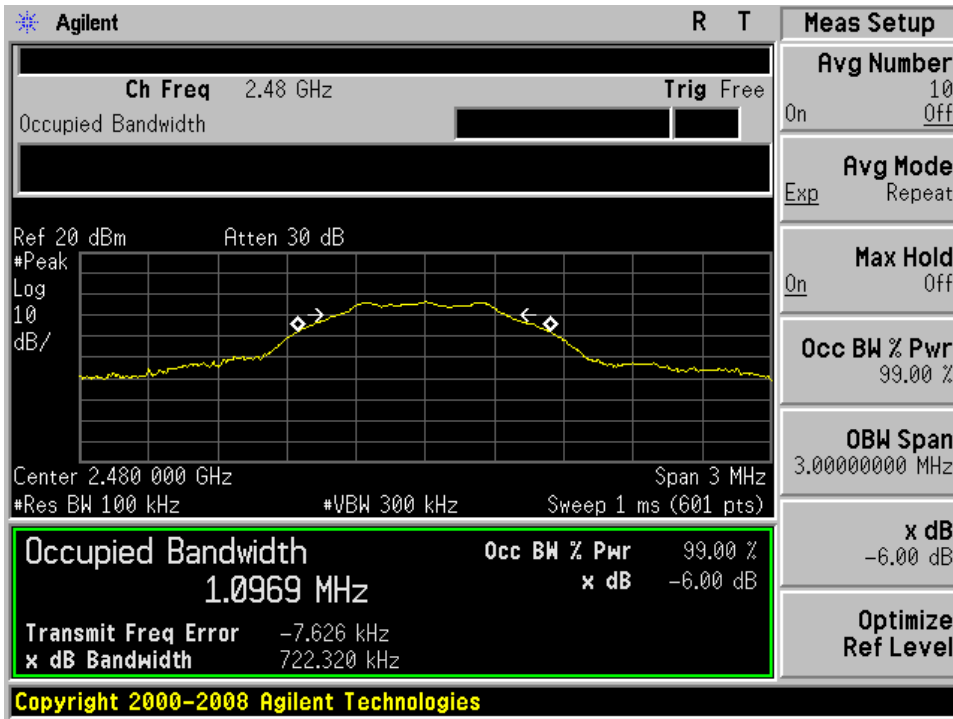 Agilent R T Meas Setup
Avg Number
10
On Off
Ch Freq 2.48 GHz Trig Free
Occupied Bandwidth
Avg Mode
Exp Repeat
Max Hold
On Off
Occ BW % Pwr
99.00 %
OBW Span
3.00000000 MHz
x dB
-6.00 dB
Optimize
Ref Level
Ref 20 dBm Atten 30 dB
#Peak
Log
10
dB/
Center 2.480 000 GHz Span 3 MHz
#Res BW 100 kHz #VBW 300 kHz Sweep 1 ms (601 pts)
Occupied Bandwidth Occ BW % Pwr 99.00 %
1.0969 MHz x dB -6.00 dB
Transmit Freq Error -7.626 kHz
x dB Bandwidth 722.320 kHz
Copyright 2000-2008 Agilent Technologies